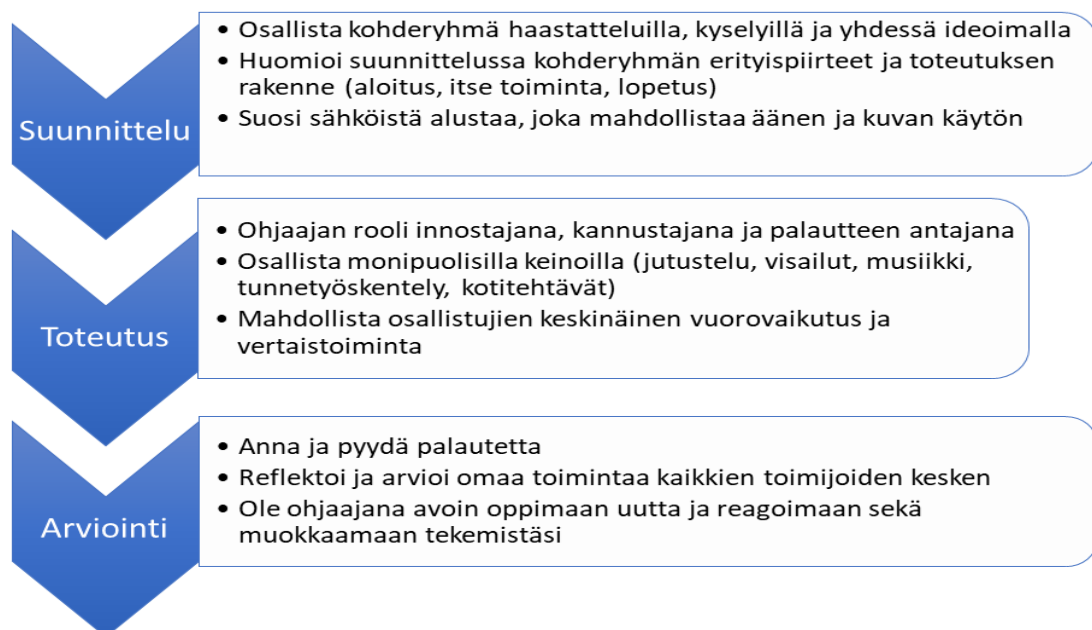 Suunnittelu
• Osallista kohderyhmä haastatteluilla, kyselyillä ja yhdessä ideoimalla
• Huomioi suunnittelussa kohderyhmän erityispiirteet ja toteutuksen
rakenne (aloitus, itse toiminta, lopetus)
• Suosi sähköistä alustaa, joka mahdollistaa äänen ja kuvan käytön
Toteutus
• Ohjaajan rooli innostajana, kannustajana ja palautteen antajana
• Osallista monipuolisilla keinoilla (jutustelu, visailut, musiikki,
tunnetyöskentely, kotitehtävät)
• Mahdollista osallistujien keskinäinen vuorovaikutus ja
vertaistoiminta
Arviointi
• Anna ja pyydä palautetta
• Reflektoi ja arvioi omaa toimintaa kaikkien toimijoiden kesken
• Ole ohjaajana avoin oppimaan uutta ja reagoimaan sekä
muokkaamaan tekemistäsi